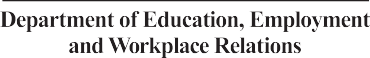 Department of Education, Employment
and Workplace Relations